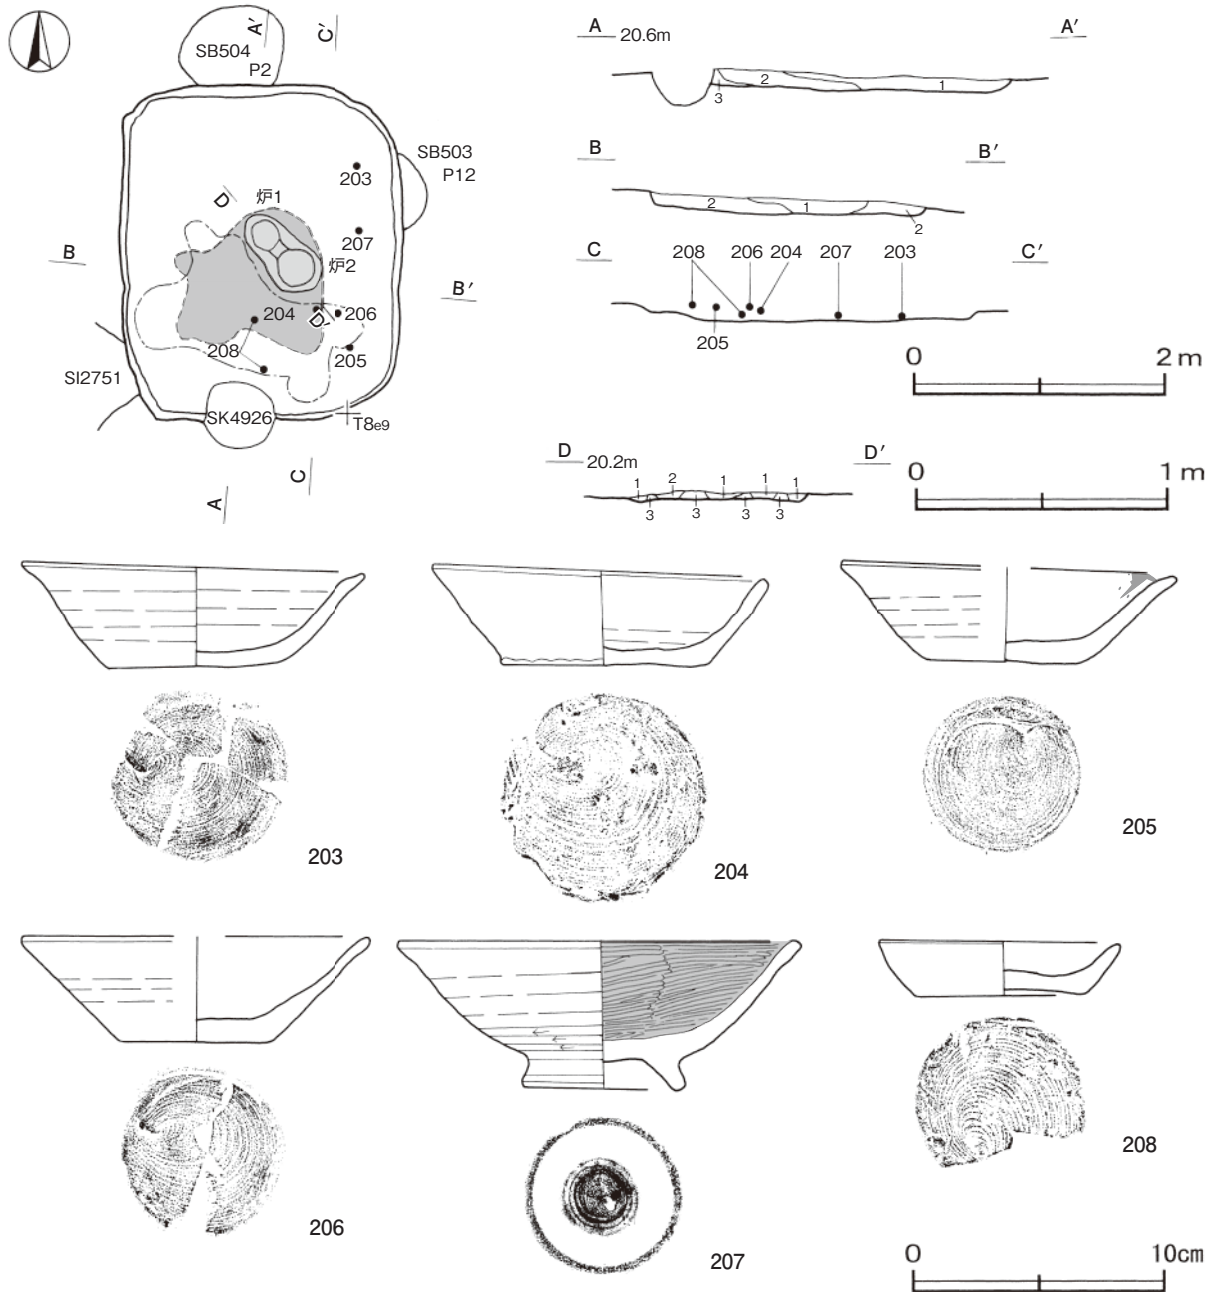 A′
C′
SB504
P2
SB503
P12
203
D
炉1
207
炉2
B
B′
204
D′
206
208
205
SI2751
SK4926
T8e9
C
A
A 20.6m A′
3 2 1
B B′
2 1 2
C 208 206 204 207 203 C′
205
0 2m
D 20.2m D′
1 2 1 1 1
3 3 3 3
0 1m
203
204
205
206
207
208
0 10cm